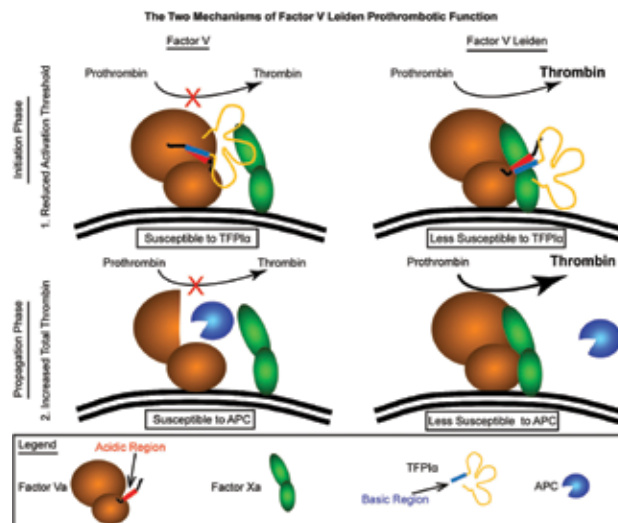 The Two Mechanisms of Factor V Leiden Prothrombotic Function
Factor V
Factor V Leiden
Initiation Phase
1. Reduced Activation Threshold
Prothrombin
Thrombin
Prothrombin
Thrombin
Susceptible to TFPIα
Less Susceptible to TFPIα
Propagation Phase
2. Increased Total Thrombin
Prothrombin
Thrombin
Prothrombin
Thrombin
Susceptible to APC
Less Susceptible to APC
Legend
Acidic Region
Factor Va
Factor Xa
TFPIα
Basic Region
APC